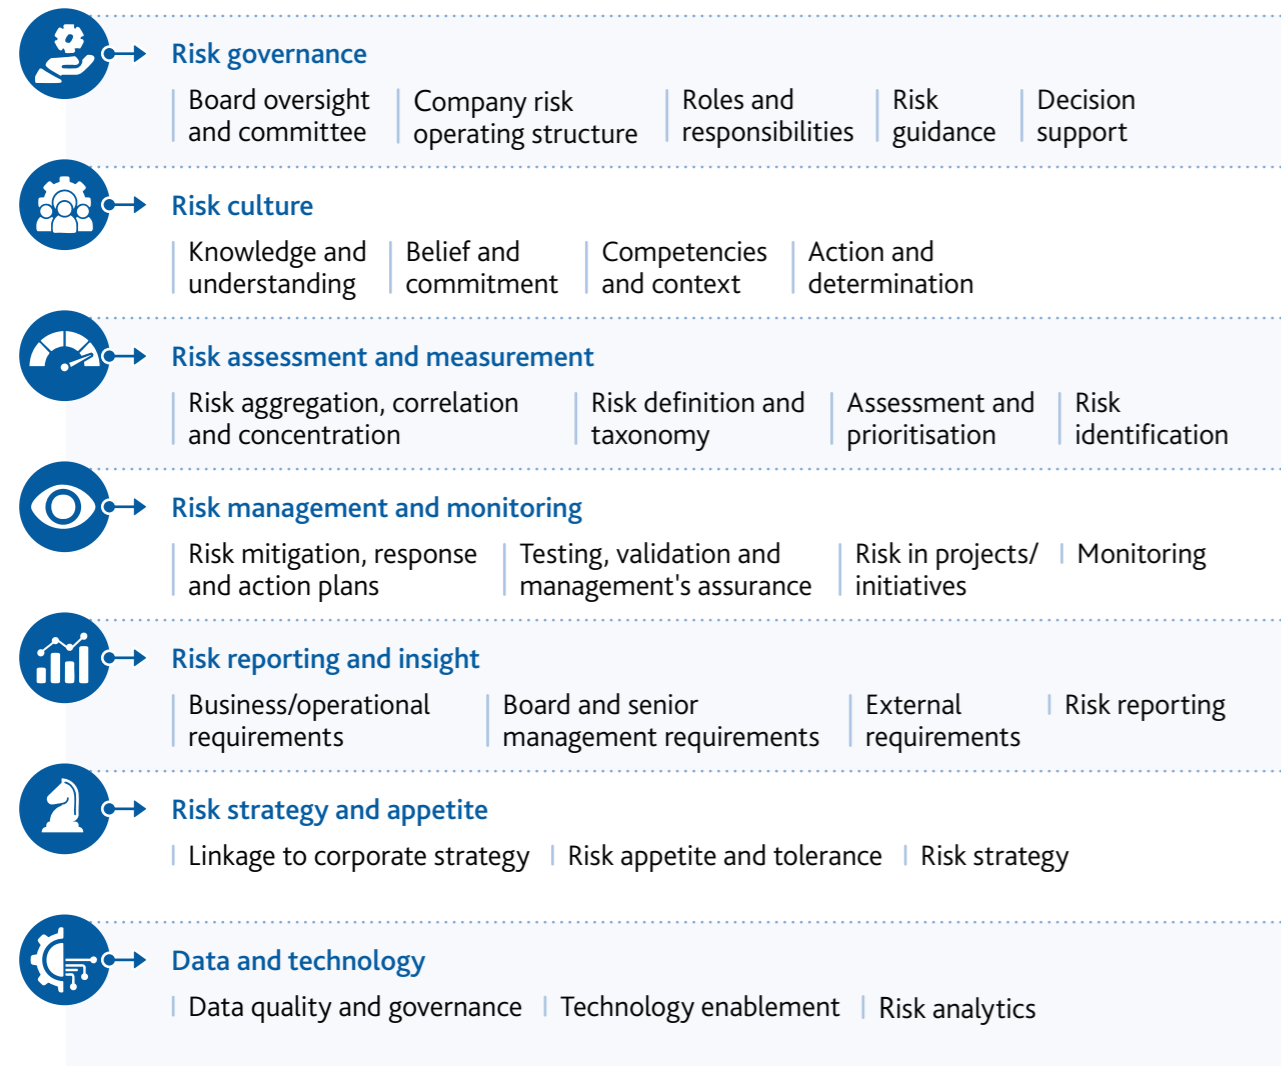 Risk governance
Board oversight
and committee
Company risk
operating structure
Roles and
responsibilities
Risk
guidance
Decision
support
Risk culture
Knowledge and
understanding
Belief and
commitment
Competencies
and context
Action and
determination
Risk assessment and measurement
Risk aggregation, correlation
and concentration
Risk definition and
taxonomy
Assessment and
prioritisation
Risk
identification
Risk management and monitoring
Risk mitigation, response
and action plans
Testing, validation and
management's assurance
Risk in projects/
initiatives
Monitoring
Risk reporting and insight
Business/operational
requirements
Board and senior
management requirements
External
requirements
Risk reporting
Risk strategy and appetite
Linkage to corporate strategy
Risk appetite and tolerance
Risk strategy
Data and technology
Data quality and governance
Technology enablement
Risk analytics